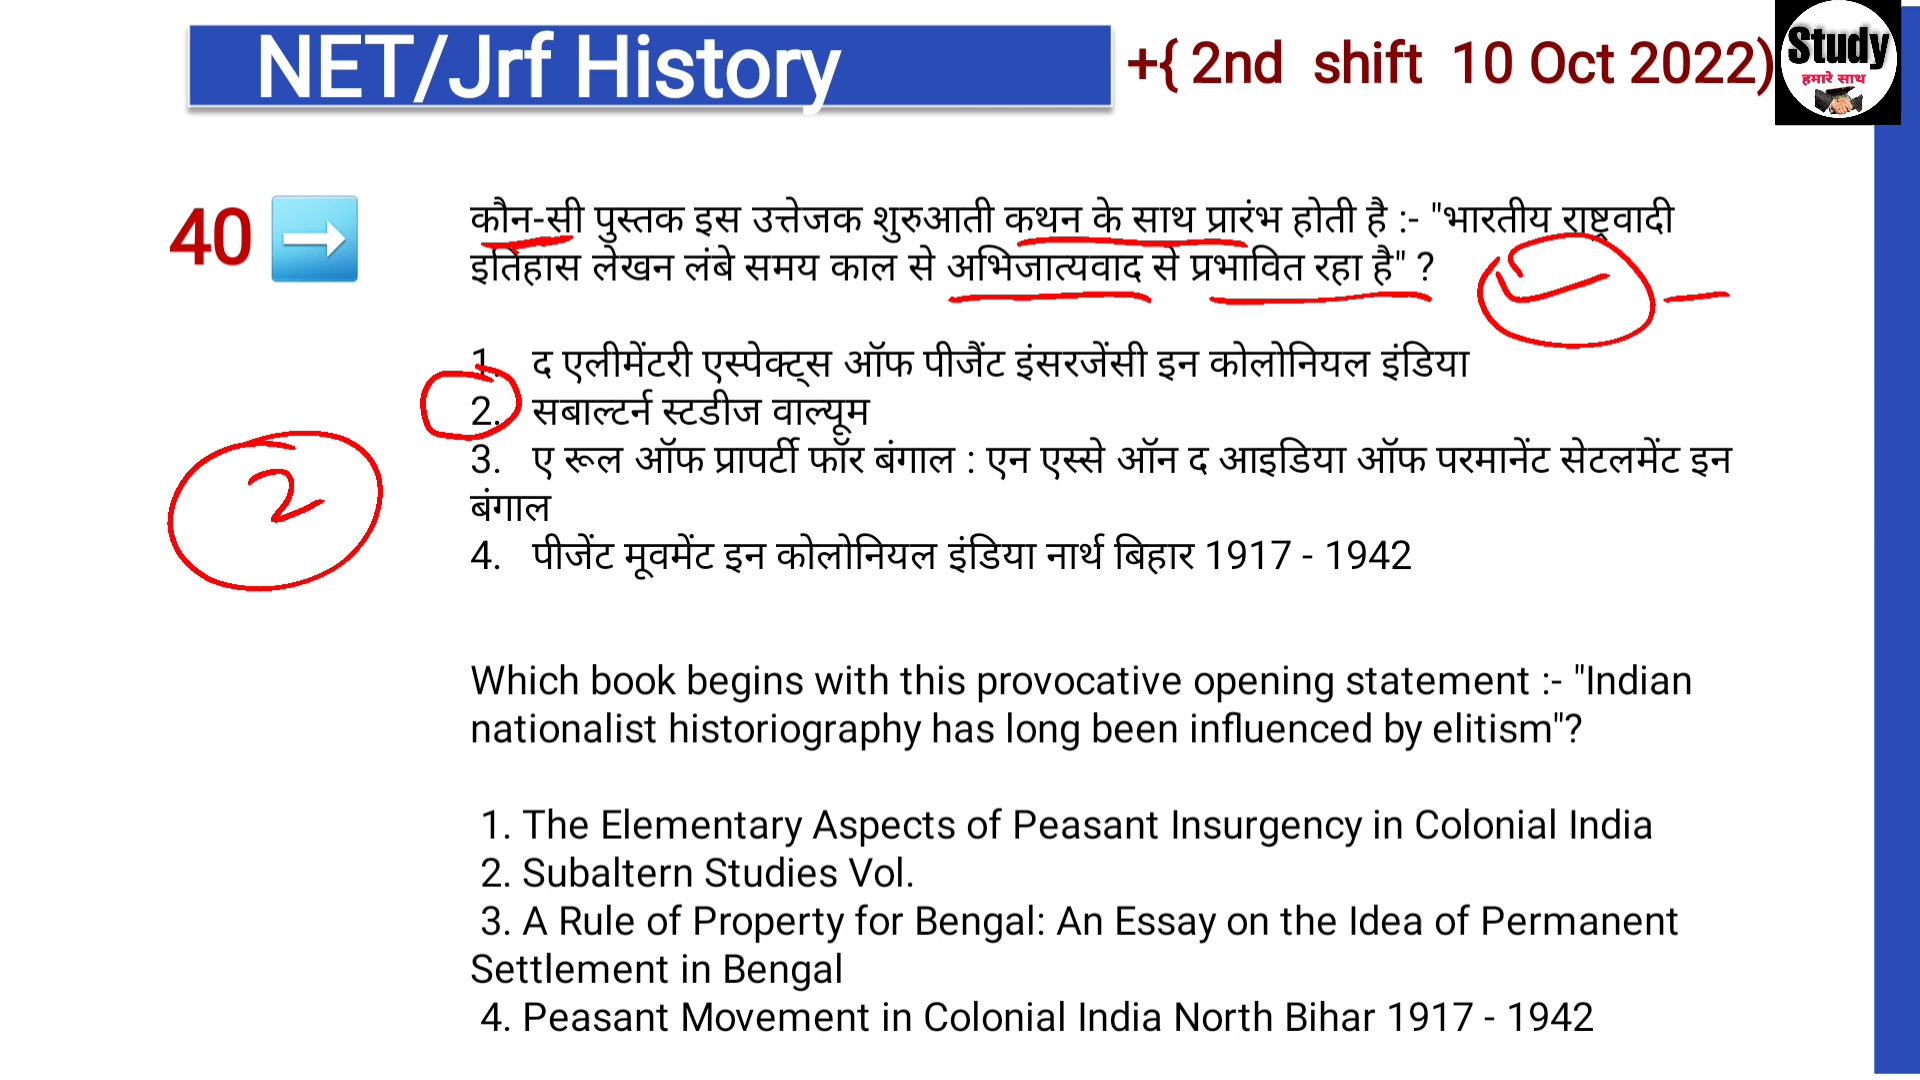 NET/Jrf History
+{ 2nd shift 10 Oct 2022)
Study
हमारे साथ
40
कौन-सी पुस्तक इस उत्तेजक शुरुआती कथन के साथ प्रारंभ होती है :- "भारतीय राष्ट्रवादी
इतिहास लेखन लंबे समय काल से अभिजात्यवाद से प्रभावित रहा है" ?
1. द एलीमेंटरी एस्पेक्ट्स ऑफ पीजैंट इंसरजेंसी इन कोलोनियल इंडिया
2. सबाल्टर्न स्टडीज वाल्यूम
2
3. ए रूल ऑफ प्रापर्टी फॉर बंगाल : एन एस्से ऑन द आइडिया ऑफ परमानेंट सेटलमेंट इन
बंगाल
4. पीजेंट मूवमेंट इन कोलोनियल इंडिया नार्थ बिहार 1917 - 1942
Which book begins with this provocative opening statement :- "Indian
nationalist historiography has long been influenced by elitism"?
1. The Elementary Aspects of Peasant Insurgency in Colonial India
2. Subaltern Studies Vol.
3. A Rule of Property for Bengal: An Essay on the Idea of Permanent
Settlement in Bengal
4. Peasant Movement in Colonial India North Bihar 1917 - 1942